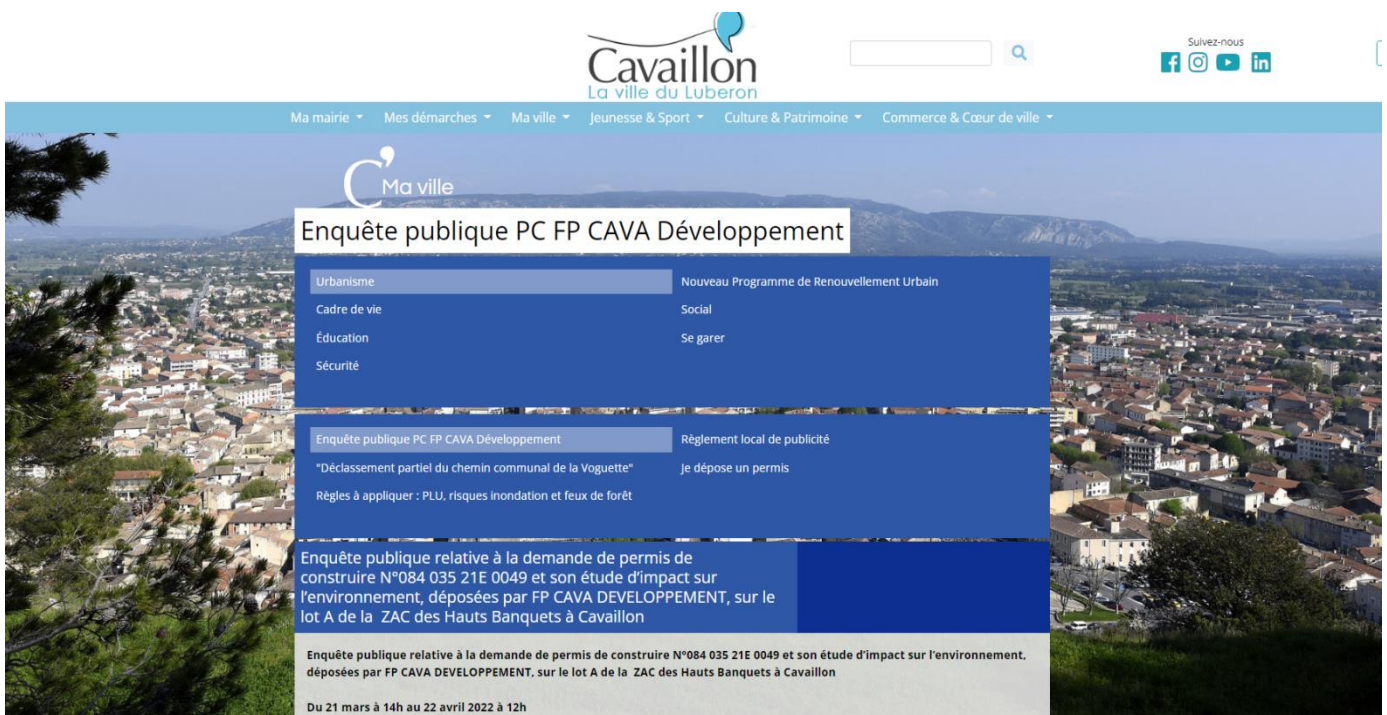 Cavaillon
La ville du Luberon
Suivez-nous
Ma mairie
Mes démarches
Ma ville
Jeunesse & Sport
Culture & Patrimoine
Commerce & Cœur de ville
C'
Ma ville
Enquête publique PC FP CAVA Développement
Urbanisme
Nouveau Programme de Renouvellement Urbain
Cadre de vie
Social
Éducation
Se garer
Sécurité
Enquête publique PC FP CAVA Développement
Règlement local de publicité
"Déclassement partiel du chemin communal de la Voguette"
Je dépose un permis
Règles à appliquer : PLU, risques inondation et feux de forêt
Enquête publique relative à la demande de permis de
construire N°084 035 21E 0049 et son étude d'impact sur
l'environnement, déposées par FP CAVA DEVELOPPEMENT, sur le
lot A de la ZAC des Hauts Banquets à Cavaillon
Enquête publique relative à la demande de permis de construire N°084 035 21E 0049 et son étude d'impact sur l'environnement,
déposées par FP CAVA DEVELOPPEMENT, sur le lot A de la ZAC des Hauts Banquets à Cavaillon
Du 21 mars à 14h au 22 avril 2022 à 12h